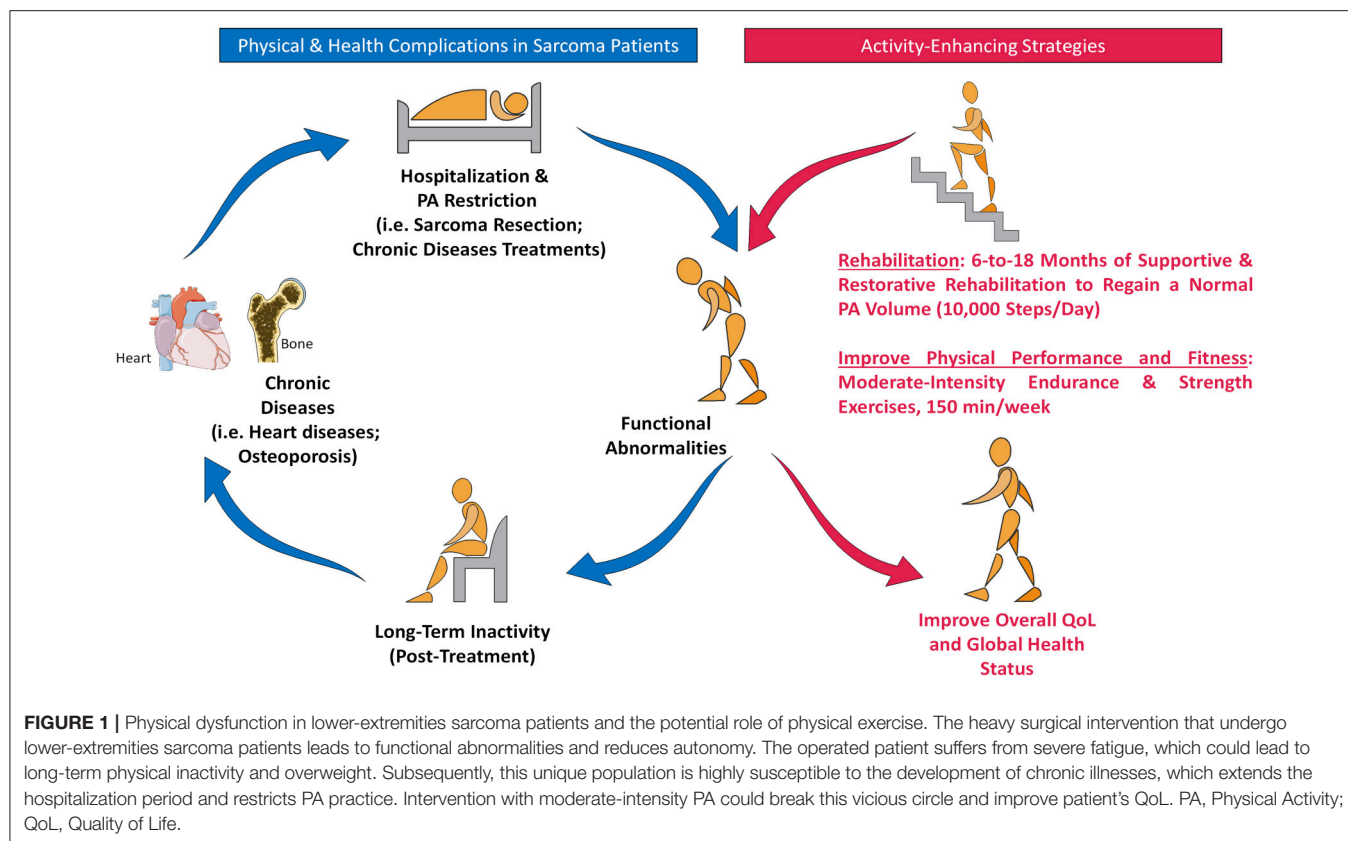 Physical & Health Complications in Sarcoma Patients
Activity-Enhancing Strategies
Hospitalization &
PA Restriction
(i.e. Sarcoma Resection;
Chronic Diseases Treatments)
Rehabilitation: 6-to-18 Months of Supportive &
Restorative Rehabilitation to Regain a Normal
PA Volume (10,000 Steps/Day)
Heart
Bone
Improve Physical Performance and Fitness:
Moderate-Intensity Endurance & Strength
Exercises, 150 min/week
Chronic
Diseases
(i.e. Heart diseases;
Osteoporosis)
Functional
Abnormalities
Long-Term Inactivity
(Post-Treatment)
Improve Overall QoL
and Global Health
Status
FIGURE 1 | Physical dysfunction in lower-extremities sarcoma patients and the potential role of physical exercise. The heavy surgical intervention that undergo
lower-extremities sarcoma patients leads to functional abnormalities and reduces autonomy. The operated patient suffers from severe fatigue, which could lead to
long-term physical inactivity and overweight. Subsequently, this unique population is highly susceptible to the development of chronic illnesses, which extends the
hospitalization period and restricts PA practice. Intervention with moderate-intensity PA could break this vicious circle and improve patient's QoL. PA, Physical Activity;
QoL, Quality of Life.